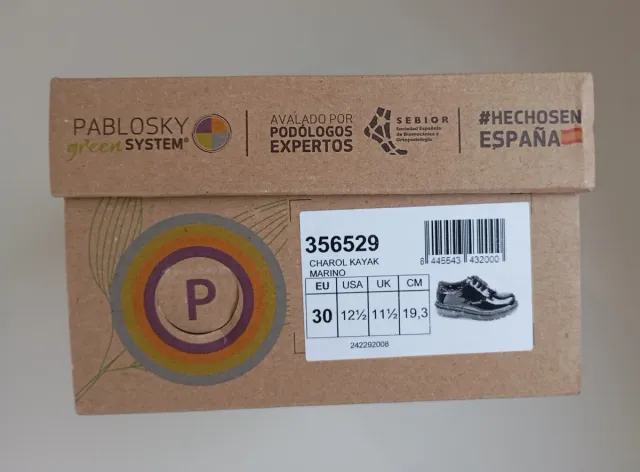 PABLOSKY
green SYSTEM®
AVALADO POR
PODÓLOGOS
EXPERTOS
SEBIOR
Sociedad Española
de Biomecánica y
Ortopodología
#HECHOSEN
ESPAÑA
P
356529
CHAROL KAYAK
MARINO
EU USA UK CM
30 12½ 11½ 19,3
242292008
8 445543 432000